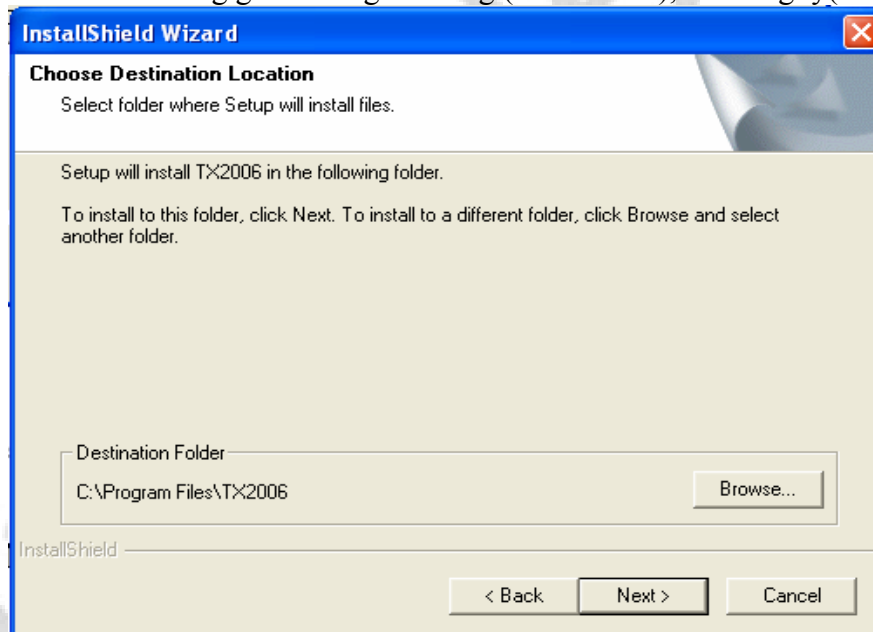 InstallShield Wizard
Choose Destination Location
Select folder where Setup will install files.
Setup will install TX2006 in the following folder.
To install to this folder, click Next. To install to a different folder, click Browse and select
another folder.
Destination Folder
C:\Program Files\TX2006
Browse...
InstallShield
< Back
Next >
Cancel